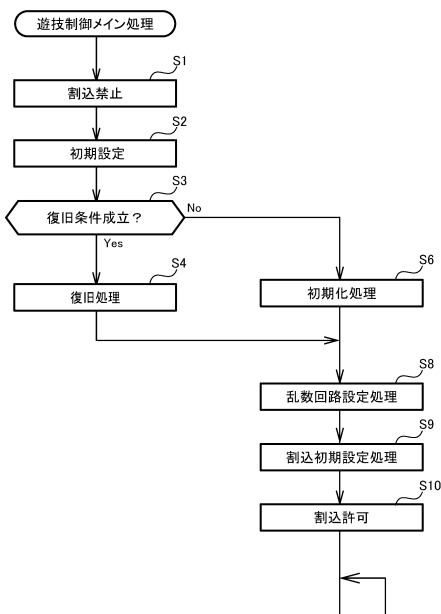 遊技制御メイン処理
S1
割込禁止
S2
初期設定
S3
復旧条件成立？
No
Yes
S4
復旧処理
S6
初期化処理
S8
乱数回路設定処理
S9
割込初期設定処理
S10
割込許可